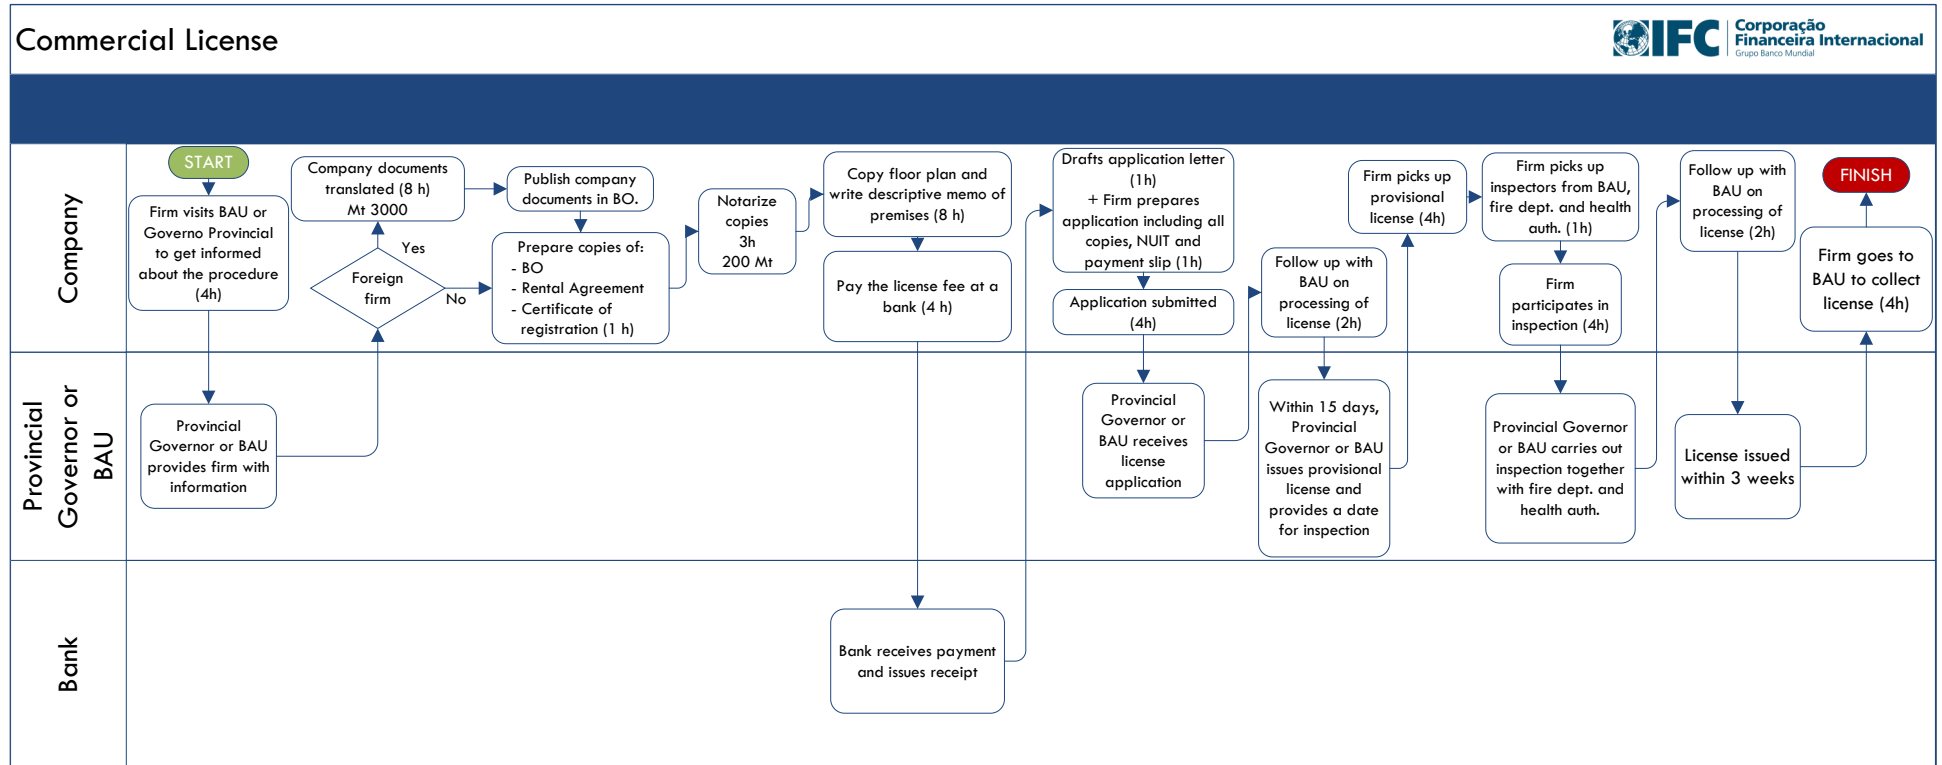 Commercial License
IFC
Corporação
Financeira Internacional
Grupo Banco Mundial
Company
START
Firm visits BAU or
Governo Provincial
to get informed
about the procedure
(4h)
Company documents
translated (8 h)
Mt 3000
Yes
Foreign
firm
No
Publish company
documents in BO.
Prepare copies of:
- BO
- Rental Agreement
- Certificate of
registration (1 h)
Notarize
copies
3h
200 Mt
Copy floor plan and
write descriptive memo of
premises (8 h)
Pay the license fee at a
bank (4 h)
Drafts application letter
(1h)
+ Firm prepares
application including all
copies, NUIT and
payment slip (1h)
Application submitted
(4h)
Follow up with
BAU on
processing of
license (2h)
Firm picks up
provisional
license (4h)
Firm picks up
inspectors from BAU,
fire dept. and health
auth. (1h)
Firm
participates in
inspection (4h)
Follow up with
BAU on
processing of
license (2h)
FINISH
Firm goes to
BAU to collect
license (4h)
Provincial
Governor or
BAU
Provincial
Governor or BAU
provides firm with
information
Provincial
Governor or
BAU receives
license
application
Within 15 days,
Provincial
Governor or BAU
issues provisional
license and
provides a date
for inspection
Provincial Governor
or BAU carries out
inspection together
with fire dept. and
health auth.
License issued
within 3 weeks
Bank
Bank receives payment
and issues receipt